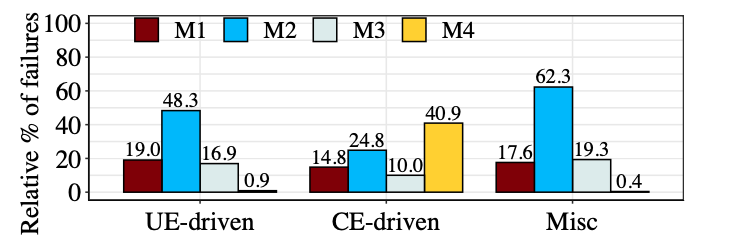 Relative % of failures
100
80
60
40
20
0
M1 M2 M3 M4
19.0 48.3 16.9 0.9
14.8 24.8 10.0 40.9
17.6 62.3 19.3 0.4
UE-driven CE-driven Misc